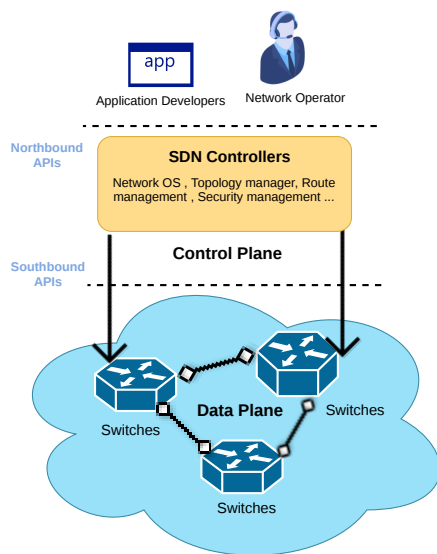 app
Application Developers
Network Operator
Northbound
APIs
SDN Controllers
Network OS , Topology manager, Route
management , Security management ...
Control Plane
Southbound
APIs
Data Plane
Switches
Switches
Switches